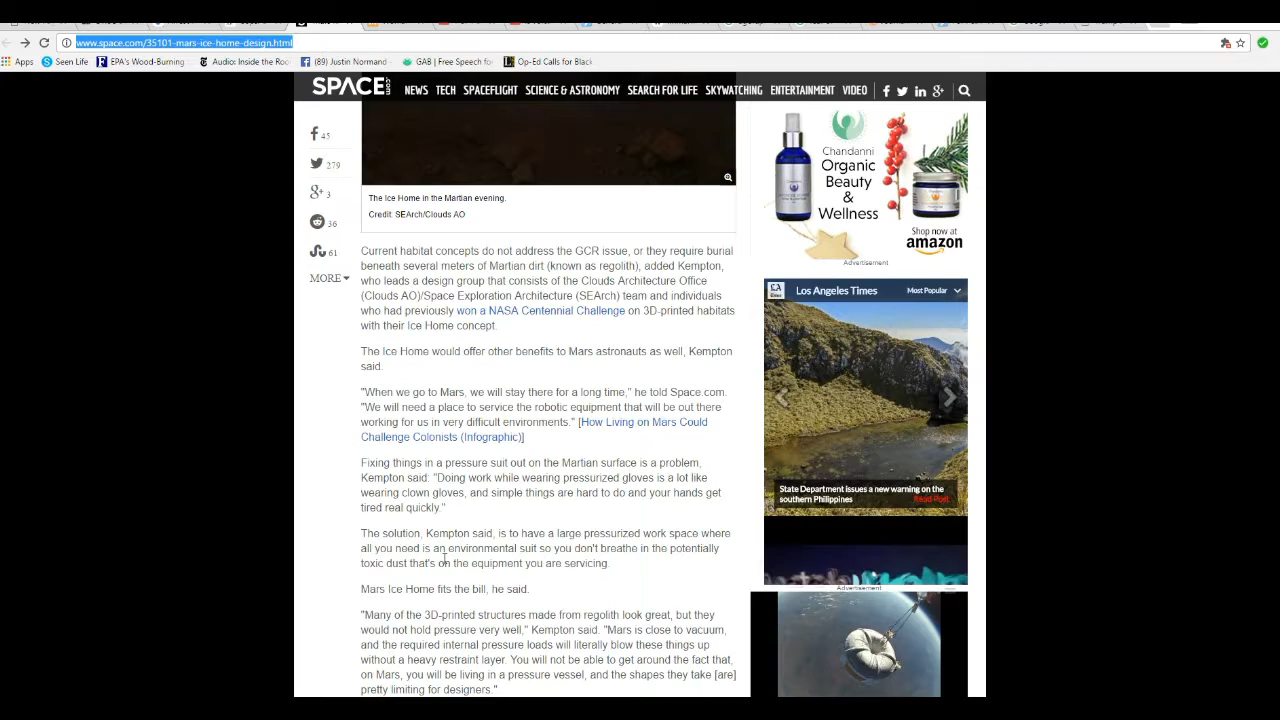 www.space.com/35101-mars-ice-home-design.html
Apps
Seen Life
EPA's Wood-Burning
Audio: Inside the Roo
(89) Justin Normand
GAB | Free Speech fo
Op-Ed Calls for Black
SPACE.com
NEWS TECH SPACEFLIGHT SCIENCE & ASTRONOMY SEARCH FOR LIFE SKYWATCHING ENTERTAINMENT VIDEO
45
279
3
36
61
MORE
The Ice Home in the Martian evening.
Credit: SEArch/Clouds AO
Current habitat concepts do not address the GCR issue, or they require burial
beneath several meters of Martian dirt (known as regolith), added Kempton,
who leads a design group that consists of the Clouds Architecture Office
(Clouds AO)/Space Exploration Architecture (SEArch) team and individuals
who had previously won a NASA Centennial Challenge on 3D-printed habitats
with their Ice Home concept.
The Ice Home would offer other benefits to Mars astronauts as well, Kempton
said.
"When we go to Mars, we will stay there for a long time," he told Space.com.
"We will need a place to service the robotic equipment that will be out there
working for us in very difficult environments." [How Living on Mars Could
Challenge Colonists (Infographic)]
Fixing things in a pressure suit out on the Martian surface is a problem,
Kempton said: "Doing work while wearing pressurized gloves is a lot like
wearing clown gloves, and simple things are hard to do and your hands get
tired real quickly."
The solution, Kempton said, is to have a large pressurized work space where
all you need is an environmental suit so you don't breathe in the potentially
toxic dust that's on the equipment you are servicing.
Mars Ice Home fits the bill, he said.
"Many of the 3D-printed structures made from regolith look great, but they
would not hold pressure very well," Kempton said. "Mars is close to vacuum,
and the required internal pressure loads will literally blow these things up
without a heavy restraint layer. You will not be able to get around the fact that,
on Mars, you will be living in a pressure vessel, and the shapes they take [are]
pretty limiting for designers."
Chandanni
Organic
Beauty
&
Wellness
Shop now at
amazon
Advertisement
Los Angeles Times
Most Popular
State Department issues a new warning on the
southern Philippines
Read Post
Advertisement